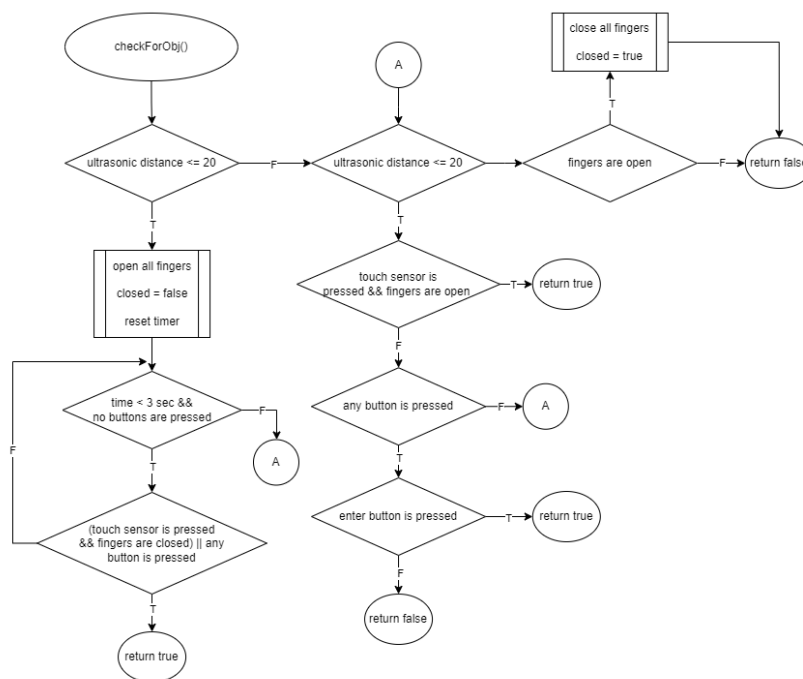 checkForObj()
ultrasonic distance <= 20
F
T
open all fingers
closed = false
reset timer
time < 3 sec &&
no buttons are pressed
F
A
T
(touch sensor is pressed
&& fingers are closed) || any
button is pressed
F
T
return true
A
ultrasonic distance <= 20
T
touch sensor is
pressed && fingers are open
T
return true
F
any button is pressed
F
A
T
enter button is pressed
T
return true
F
return false
close all fingers
closed = true
T
fingers are open
F
return false